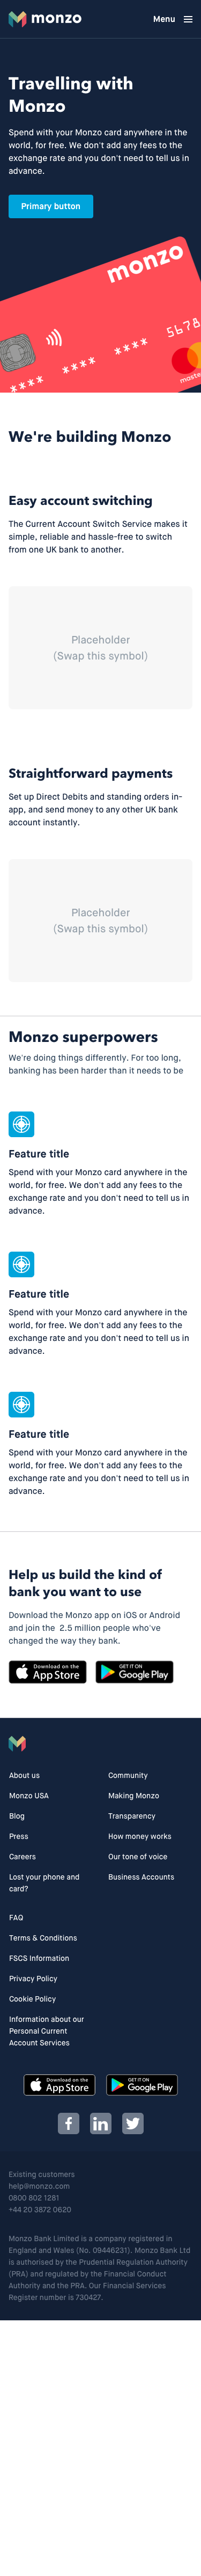 monzo
Menu
Travelling with
Monzo
Spend with your Monzo card anywhere in the
world, for free. We don't add any fees to the
exchange rate and you don't need to tell us in
advance.
Primary button
monzo
5678
**** **** ****
We're building Monzo
Easy account switching
The Current Account Switch Service makes it
simple, reliable and hassle-free to switch
from one UK bank to another.
Placeholder
(Swap this symbol)
Straightforward payments
Set up Direct Debits and standing orders in-
app, and send money to any other UK bank
account instantly.
Placeholder
(Swap this symbol)
Monzo superpowers
We're doing things differently. For too long,
banking has been harder than it needs to be
Feature title
Spend with your Monzo card anywhere in the
world, for free. We don't add any fees to the
exchange rate and you don't need to tell us in
advance.
Feature title
Spend with your Monzo card anywhere in the
world, for free. We don't add any fees to the
exchange rate and you don't need to tell us in
advance.
Feature title
Spend with your Monzo card anywhere in the
world, for free. We don't add any fees to the
exchange rate and you don't need to tell us in
advance.
Help us build the kind of
bank you want to use
Download the Monzo app on iOS or Android
and join the 2.5 million people who've
changed the way they bank.
Download on the
App Store
GET IT ON
Google Play
About us
Monzo USA
Blog
Press
Careers
Lost your phone and
card?
Community
Making Monzo
Transparency
How money works
Our tone of voice
Business Accounts
FAQ
Terms & Conditions
FSCS Information
Privacy Policy
Cookie Policy
Information about our
Personal Current
Account Services
Download on the
App Store
GET IT ON
Google Play
Existing customers
help@monzo.com
0800 802 1281
+44 20 3872 0620
Monzo Bank Limited is a company registered in
England and Wales (No. 09446231). Monzo Bank Ltd
is authorised by the Prudential Regulation Authority
(PRA) and regulated by the Financial Conduct
Authority and the PRA. Our Financial Services
Register number is 730427.